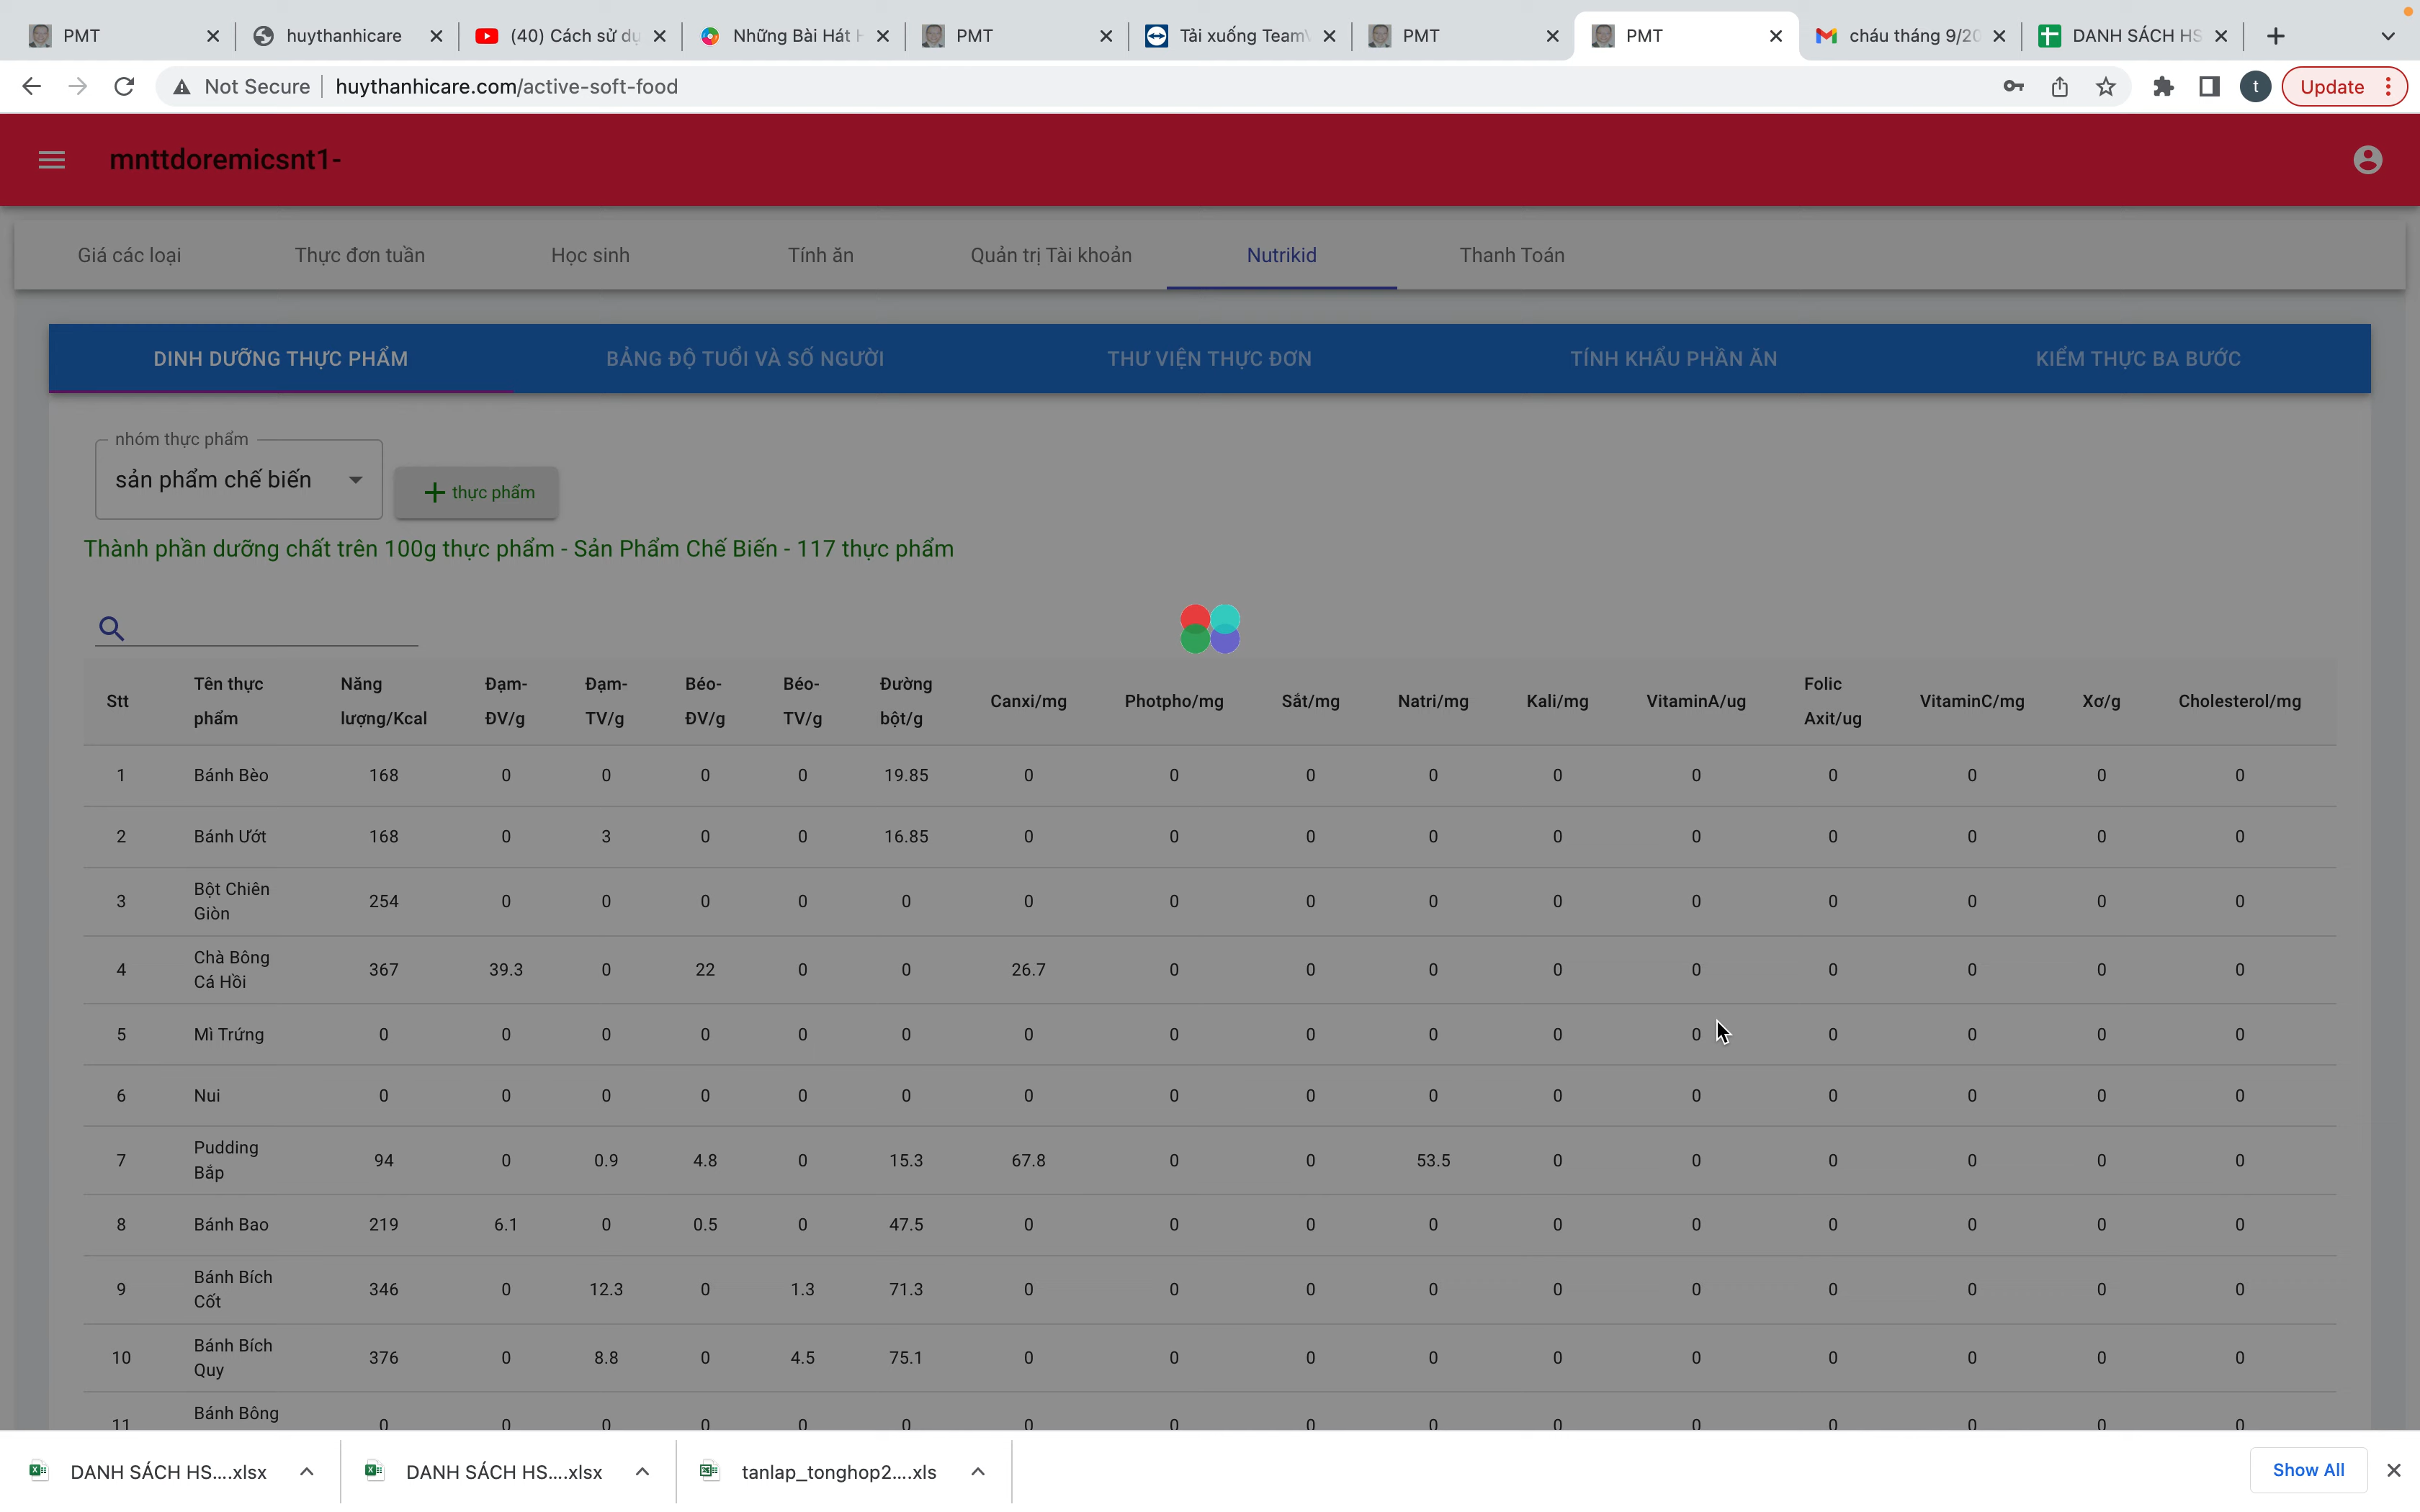 PMT
huythanhicare
(40) Cách sử dụ
Những Bài Hát H
PMT
Tải xuống TeamV
PMT
PMT
cháu tháng 9/20
DANH SÁCH HS
Not Secure
huythanhicare.com/active-soft-food
t
Update
mnttdoremicsnt1-
Giá các loại
Thực đơn tuần
Học sinh
Tính ăn
Quản trị Tài khoản
Nutrikid
Thanh Toán
DINH DƯỠNG THỰC PHẨM
BẢNG ĐỘ TUỔI VÀ SỐ NGƯỜI
THƯ VIỆN THỰC ĐƠN
TÍNH KHẨU PHẦN ĂN
KIỂM THỰC BA BƯỚC
nhóm thực phẩm
sản phẩm chế biến
thực phẩm
Thành phần dưỡng chất trên 100g thực phẩm - Sản Phẩm Chế Biến - 117 thực phẩm
Stt Tên thực phẩm Năng lượng/Kcal Đạm-ĐV/g Đạm-TV/g Béo-ĐV/g Béo-TV/g Đường bột/g Canxi/mg Photpho/mg Sắt/mg Natri/mg Kali/mg VitaminA/ug Folic Axit/ug VitaminC/mg Xơ/g Cholesterol/mg
1 Bánh Bèo 168 0 0 0 0 19.85 0 0 0 0 0 0 0 0 0 0
2 Bánh Ướt 168 0 3 0 0 16.85 0 0 0 0 0 0 0 0 0 0
3 Bột Chiên Giòn 254 0 0 0 0 0 0 0 0 0 0 0 0 0 0 0
4 Chà Bông Cá Hồi 367 39.3 0 22 0 0 26.7 0 0 0 0 0 0 0 0 0
5 Mì Trứng 0 0 0 0 0 0 0 0 0 0 0 0 0 0 0 0
6 Nui 0 0 0 0 0 0 0 0 0 0 0 0 0 0 0 0
7 Pudding Bắp 94 0 0.9 4.8 0 15.3 67.8 0 0 53.5 0 0 0 0 0 0
8 Bánh Bao 219 6.1 0 0.5 0 47.5 0 0 0 0 0 0 0 0 0 0
9 Bánh Bích Cốt 346 0 12.3 0 1.3 71.3 0 0 0 0 0 0 0 0 0 0
10 Bánh Bích Quy 376 0 8.8 0 4.5 75.1 0 0 0 0 0 0 0 0 0 0
11 Bánh Bông 0 0 0 0 0 0 0 0 0 0 0 0 0 0 0 0
DANH SÁCH HS....xlsx
DANH SÁCH HS....xlsx
tanlap_tonghop2....xls
Show All